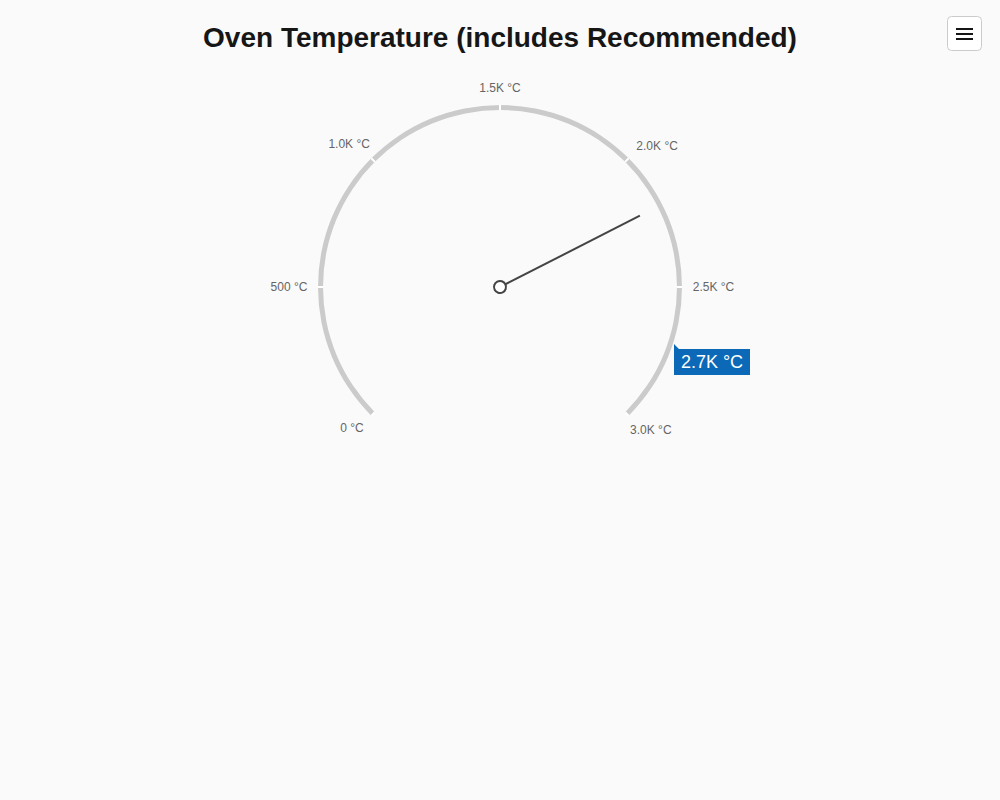 Oven Temperature (includes Recommended)
1.5K °C
1.0K °C
2.0K °C
500 °C
2.5K °C
2.7K °C
0 °C
3.0K °C